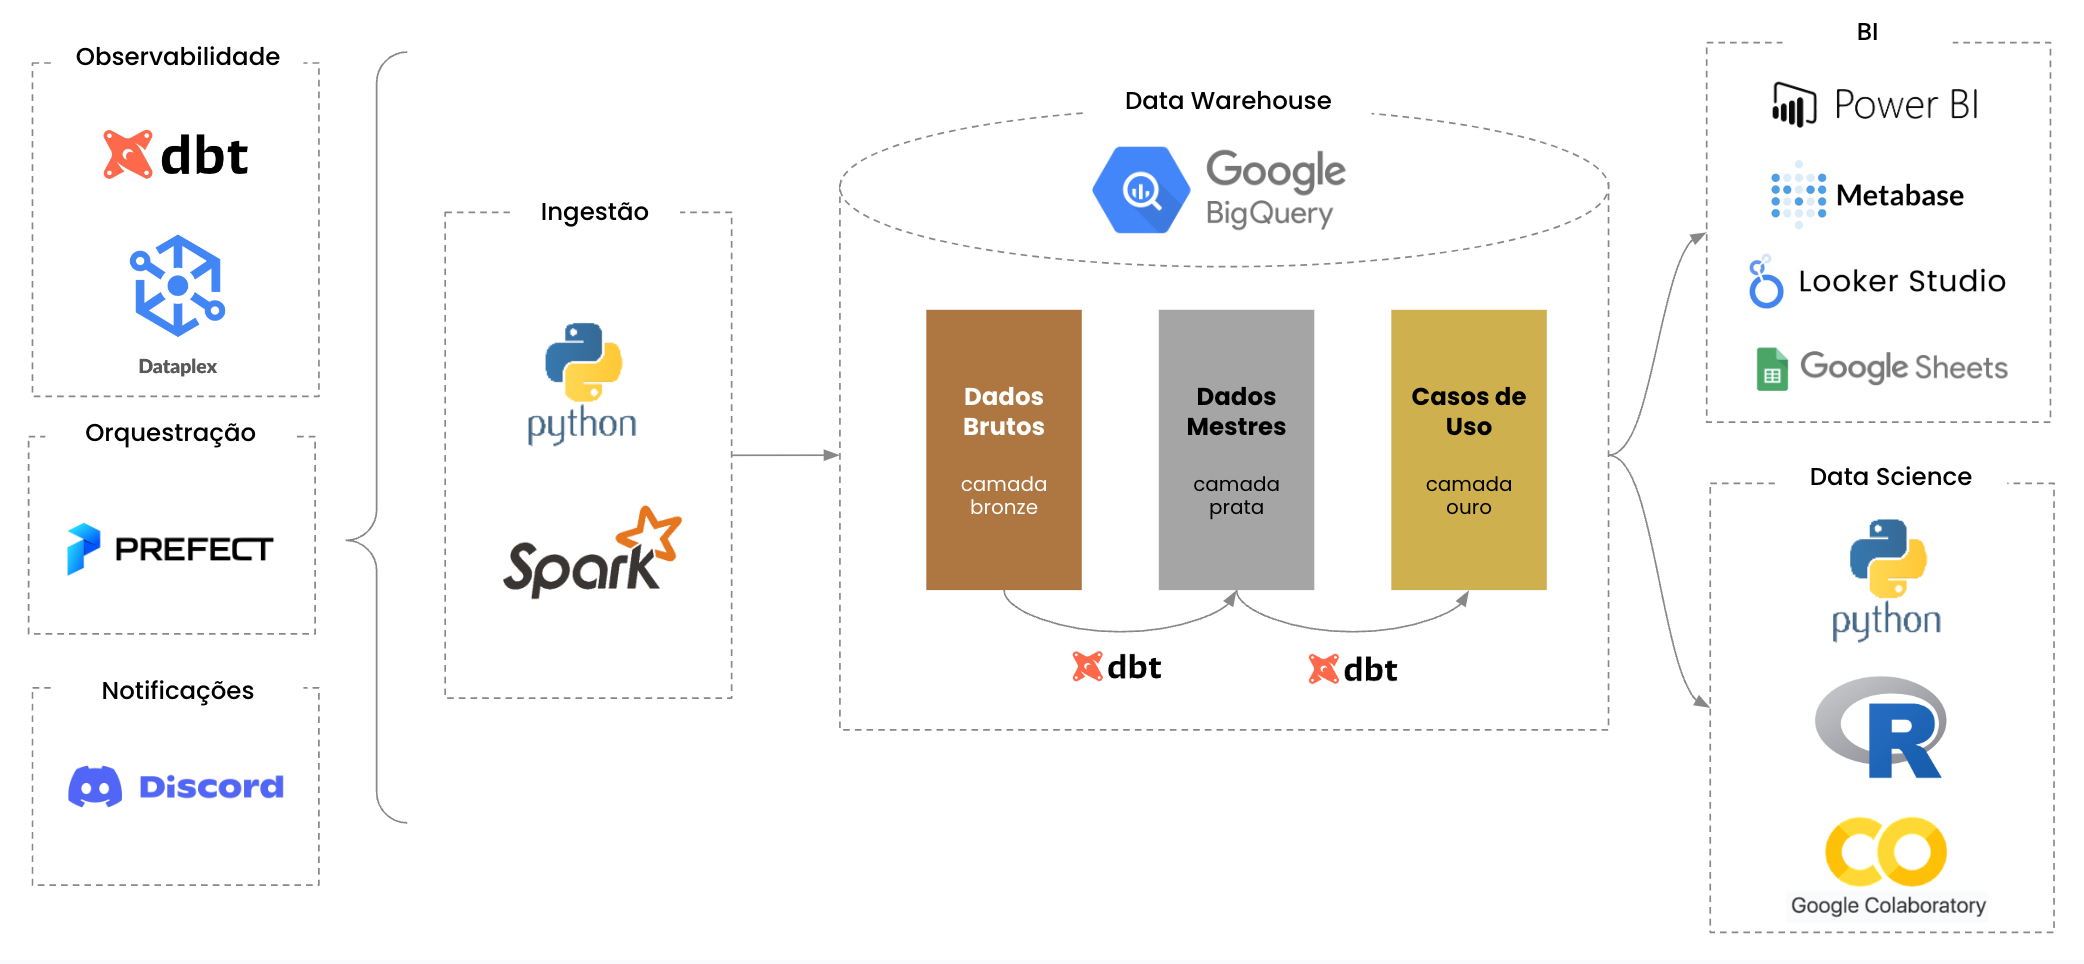 Observabilidade
dbt
Dataplex
Orquestração
PREFECT
Notificações
Discord
Ingestão
python
Spark
Data Warehouse
Google
BigQuery
Dados
Brutos
camada
bronze
Dados
Mestres
camada
prata
Casos de
Uso
camada
ouro
dbt
dbt
BI
Power BI
Metabase
Looker Studio
Google Sheets
Data Science
python
R
CO
Google Colaboratory